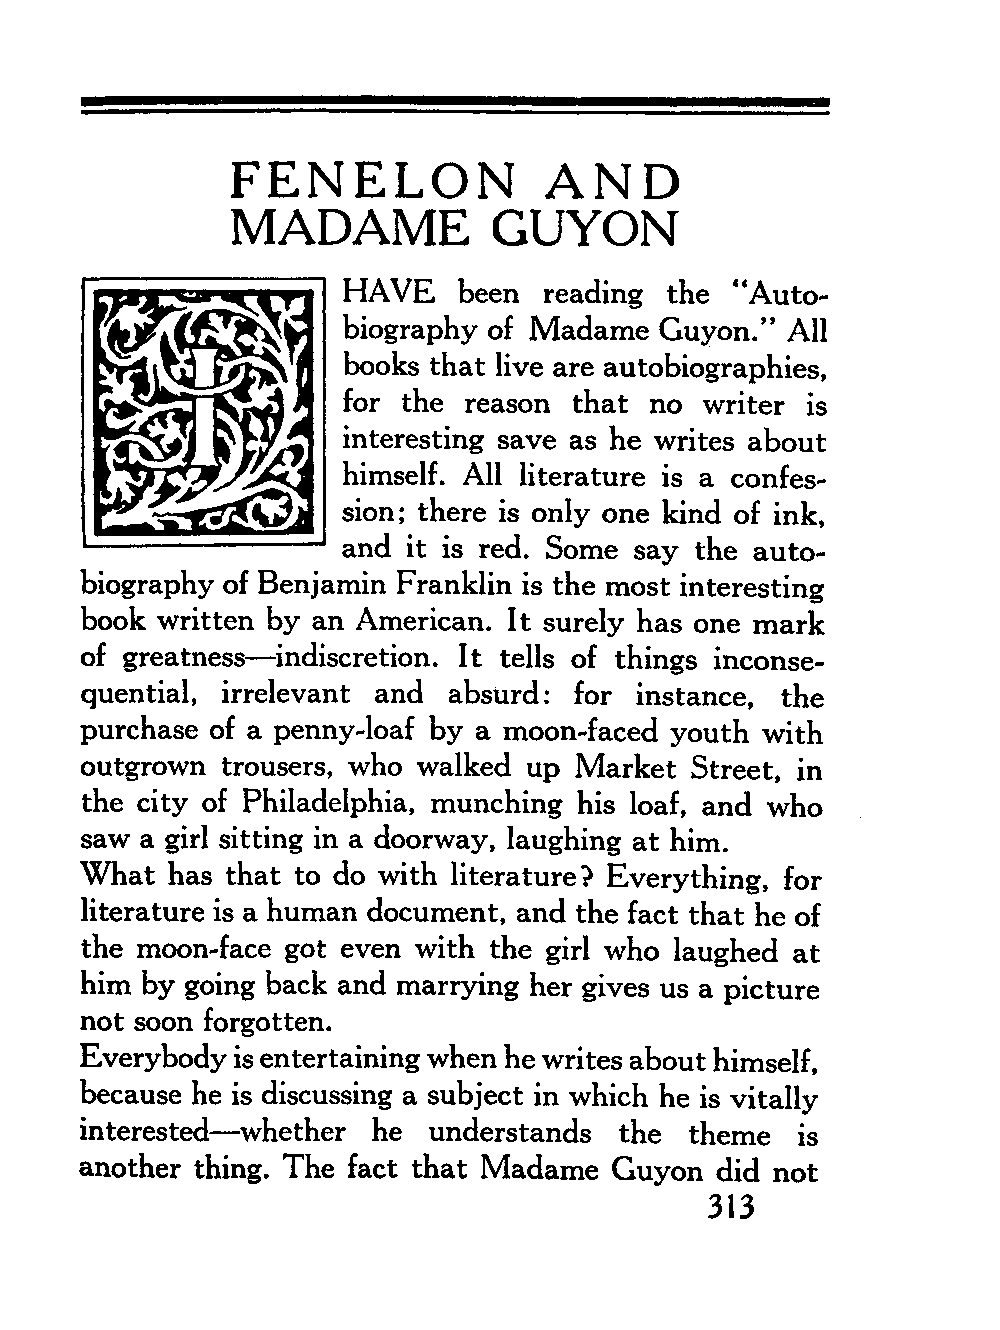 FENELON AND
MADAME GUYON
I HAVE been reading the “Auto-
biography of Madame Guyon.” All
books that live are autobiographies,
for the reason that no writer is
interesting save as he writes about
himself. All literature is a confes-
sion; there is only one kind of ink,
and it is red. Some say the auto-
biography of Benjamin Franklin is the most interesting
book written by an American. It surely has one mark
of greatness—indiscretion. It tells of things inconse-
quential, irrelevant and absurd: for instance, the
purchase of a penny-loaf by a moon-faced youth with
outgrown trousers, who walked up Market Street, in
the city of Philadelphia, munching his loaf, and who
saw a girl sitting in a doorway, laughing at him.
What has that to do with literature? Everything, for
literature is a human document, and the fact that he of
the moon-face got even with the girl who laughed at
him by going back and marrying her gives us a picture
not soon forgotten.
Everybody is entertaining when he writes about himself,
because he is discussing a subject in which he is vitally
interested—whether he understands the theme is
another thing. The fact that Madame Guyon did not
313